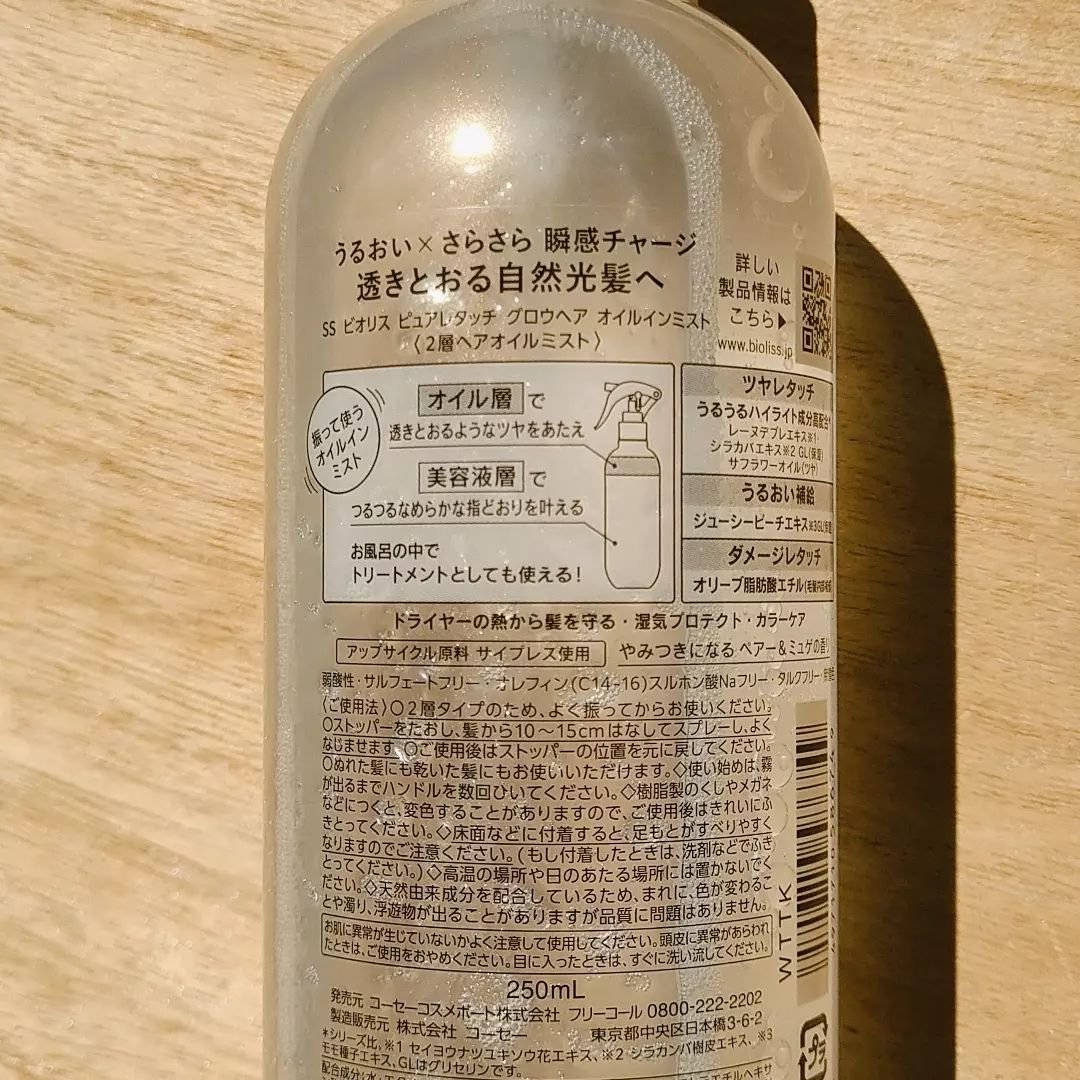 うるおい×さらさら 瞬感チャージ
透きとおる自然光髪へ
SS ビオリス ピュアレタッチ グロウヘア オイルインミスト
〈2層ヘアオイルミスト〉
詳しい
製品情報は
こちら▶
www.bioliss.jp
振って使う
オイルイン
ミスト
オイル層で
透きとおるようなツヤをあたえ
美容液層で
つるつるなめらかな指どおりを叶える
お風呂の中で
トリートメントとしても使える!
ツヤレタッチ
うるうるハイライト成分高配合*
レーヌデプレエキス※1・
シラカバエキス※2 GL(保湿)
サフラワーオイル(ツヤ)
うるおい補給
ジューシーピーチエキス※3GL(保湿)
ダメージレタッチ
オリーブ脂肪酸エチル
ドライヤーの熱から髪を守る・湿気プロテクト・カラーケア
アップサイクル原料 サイプレス使用
やみつきになる ペアー&ミュゲの香り
弱酸性・サルフェートフリー・オレフィン(C14-16)スルホン酸Naフリー・タルクフリー・
〈ご使用法〉○2層タイプのため、よく振ってからお使いください。
○ストッパーをたおし、髪から10～15cmはなしてスプレーし、よく
なじませます。○ご使用後はストッパーの位置を元に戻してください。
○ぬれた髪にも乾いた髪にもお使いいただけます。◇使い始めは、霧
が出るまでハンドルを数回ひいてください。◇樹脂製のくしやメガネ
などにつくと、変色することがありますので、ご使用後はきれいにふ
きとってください。◇床面などに付着すると、足もとがすべりやすく
なりますのでご注意ください。(もし付着したときは、洗剤などでふき
とってください。)◇高温の場所や日のあたる場所には置かないでく
ださい。◇天然由来成分を配合しているため、まれに、色が変わるこ
とや濁り、浮遊物が出ることがありますが品質に問題はありません。
お肌に異常が生じていないかよく注意して使用してください。頭皮に異常があらわれ
たときは、ご使用をおやめください。目に入ったときは、すぐに洗い流してください。
WTTK
250mL
発売元 コーセーコスメポート株式会社 フリーコール 0800-222-2202
製造販売元 株式会社 コーセー 東京都中央区日本橋3-6-2
*シリーズ比、※1 セイヨウナツユキソウ花エキス、※2 シラカンバ樹皮エキス、※3
モモ種子エキス、GLはグリセリンです。
配合成分:水、エタ